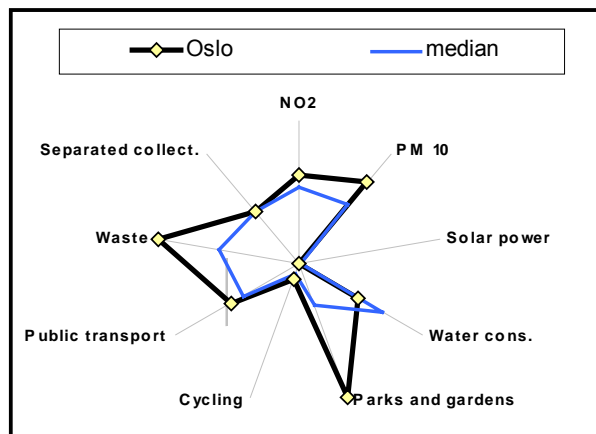 Oslo
median
NO2
Separated collect.
PM 10
Waste
Solar power
Public transport
Water cons.
Cycling
Parks and gardens